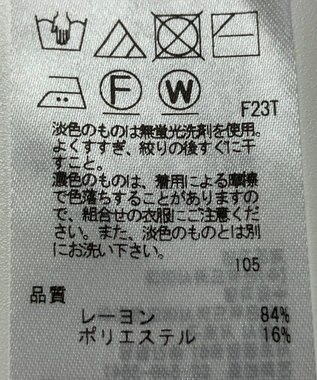 F
W
F23T
淡色のものは無蛍光洗剤を使用。
よくすすぎ、絞りの後すぐに干
すこと。
濃色のものは、着用による摩擦
で色落ちすることがありますの
で、組合せの衣服にご注意くだ
さい。また、淡色のものとは別
にお洗い下さい。
105
品質
レーヨン 84%
ポリエステル 16%